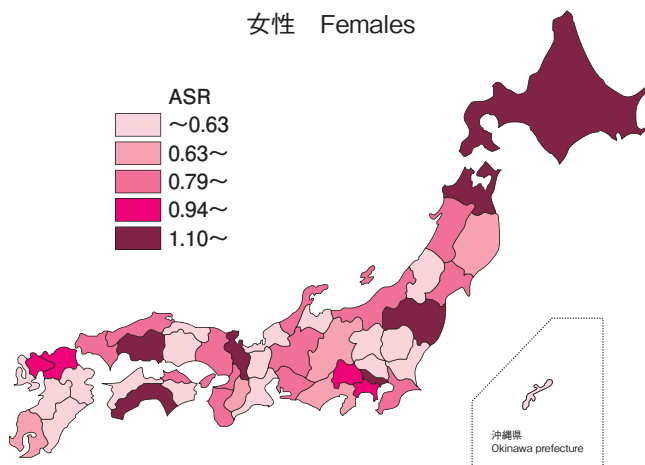 女性 Females
ASR
～0.63
0.63～
0.79～
0.94～
1.10～
沖縄県
Okinawa prefecture